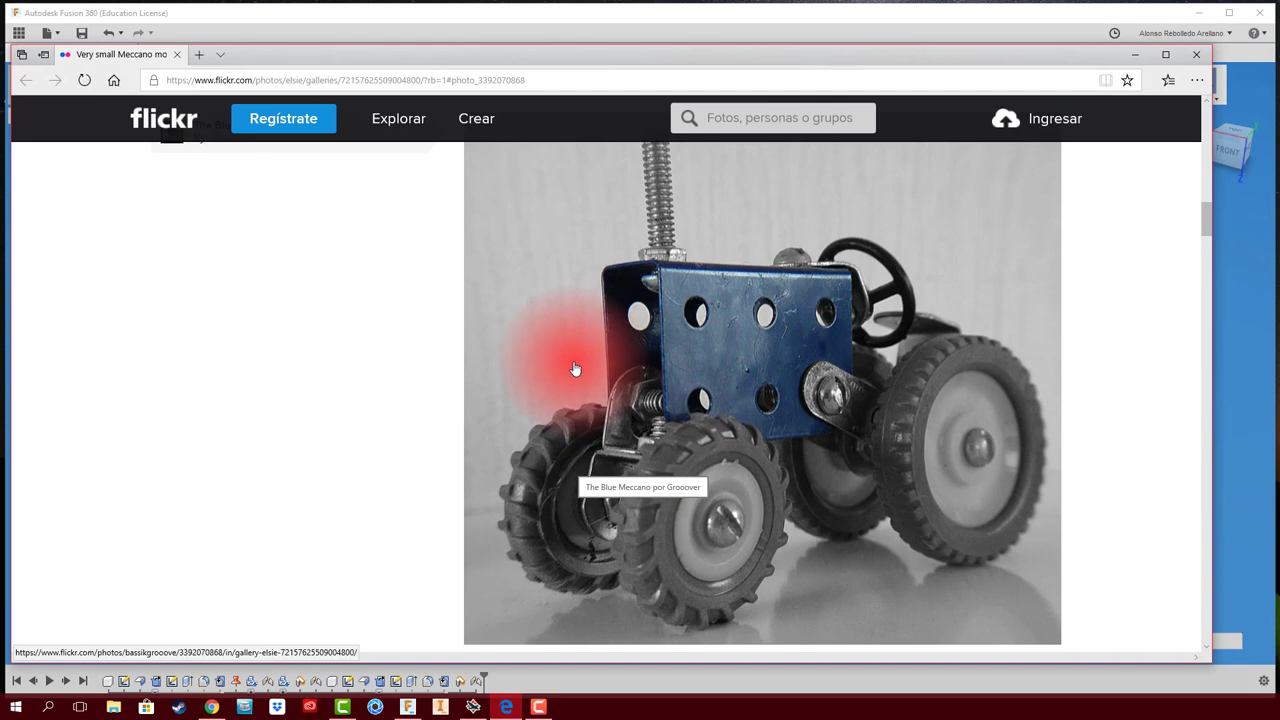 Autodesk Fusion 360 (Education License)
Alonso Rebolledo Arellano
Very small Meccano mo
https://www.flickr.com/photos/elsie/galleries/72157625509004800/?rb=1#photo_3392070868
flickr
Regístrate
Explorar
Crear
Fotos, personas o grupos
Ingresar
FRONT
The Blue Meccano por Grooover
https://www.flickr.com/photos/bassikgrooove/3392070868/in/gallery-elsie-72157625509004800/